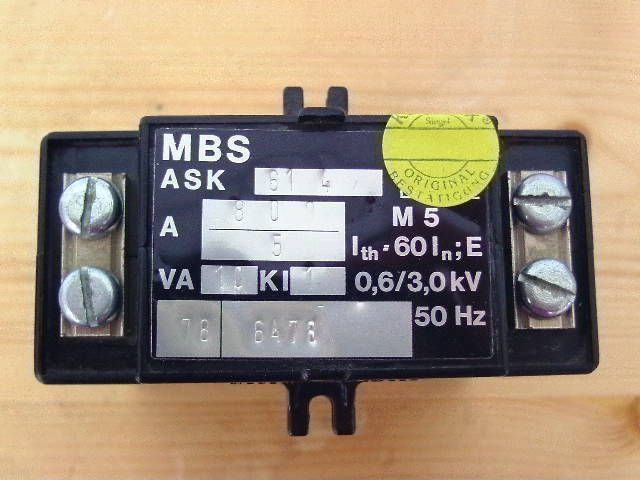 MBS
ASK 61 4
A 800
5
M 5
Ith=60 In; E
VA 10 KI 1
0,6/3,0 kV
78 6476
50 Hz
ORIGINAL
BESTÄTIGUNG